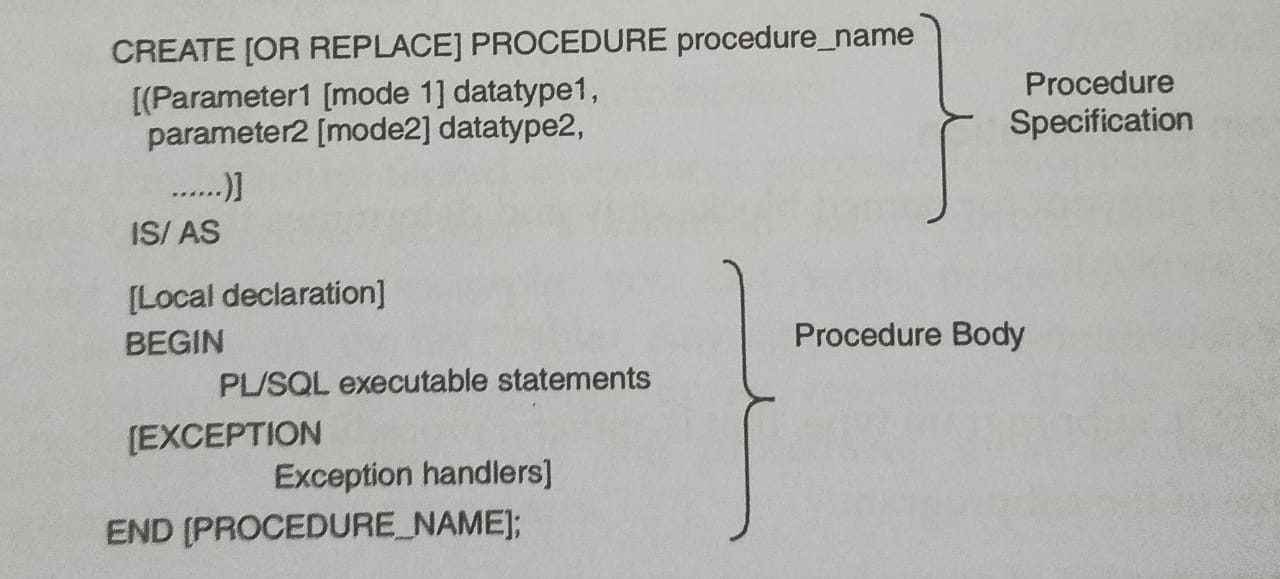 CREATE [OR REPLACE] PROCEDURE procedure_name
[(Parameter1 [mode 1] datatype1,
parameter2 [mode2] datatype2,
......)]
IS/ AS
Procedure
Specification
[Local declaration]
BEGIN
PL/SQL executable statements
[EXCEPTION
Exception handlers]
END [PROCEDURE_NAME];
Procedure Body